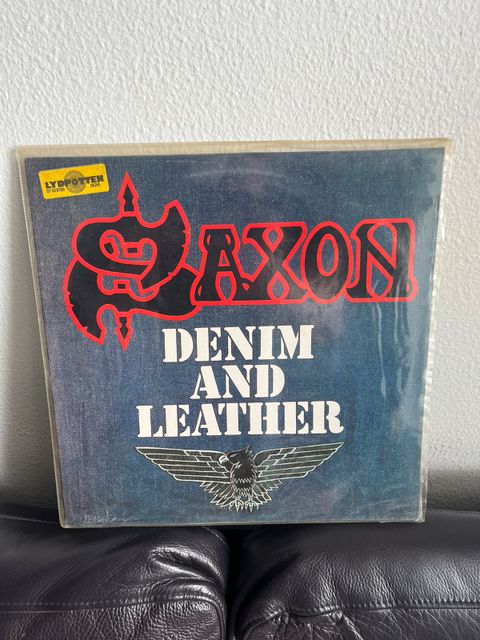 LYDPOTTEN
SAXON
DENIM
AND
LEATHER